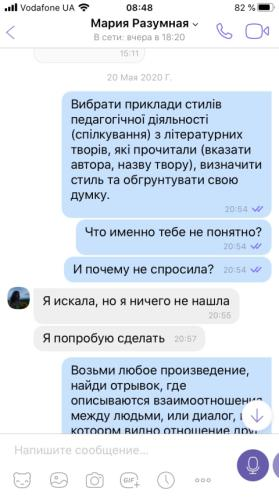 Vodafone UA 08:48 82 %
Мария Разумная
В сети: вчера в 18:20
15:11
20 Мая 2020 Г.
Вибрати приклади стилів
педагогічної діяльності
(спілкування) з літературних
творів, які прочитали (вказати
автора, назву твору), визначити
стиль та обгрунтувати свою
думку.
20:54
Что именно тебе не понятно?
20:54
И почему не спросила? 20:54
Я искала, но я ничего не нашла
20:55
Я попробую сделать 20:57
Возьми любое произведение,
найди отрывок, где
описываются взаимоотношен
между людьми, или диалог,
котоорм видно отношение дру
Напишите сообщение...
GIF